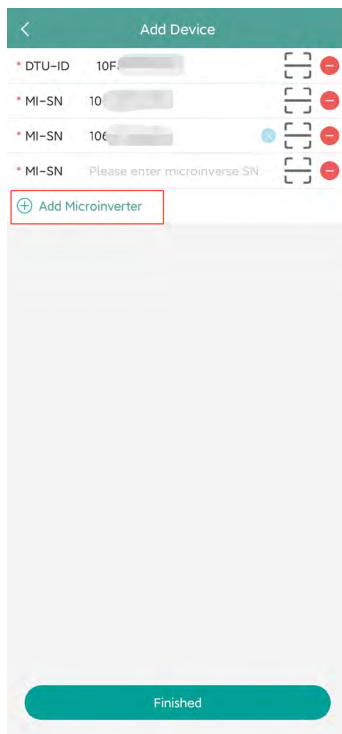 Add Device
* DTU-ID 10F
* MI-SN 10
* MI-SN 106
* MI-SN Please enter microinverse SN
Add Microinverter
Finished